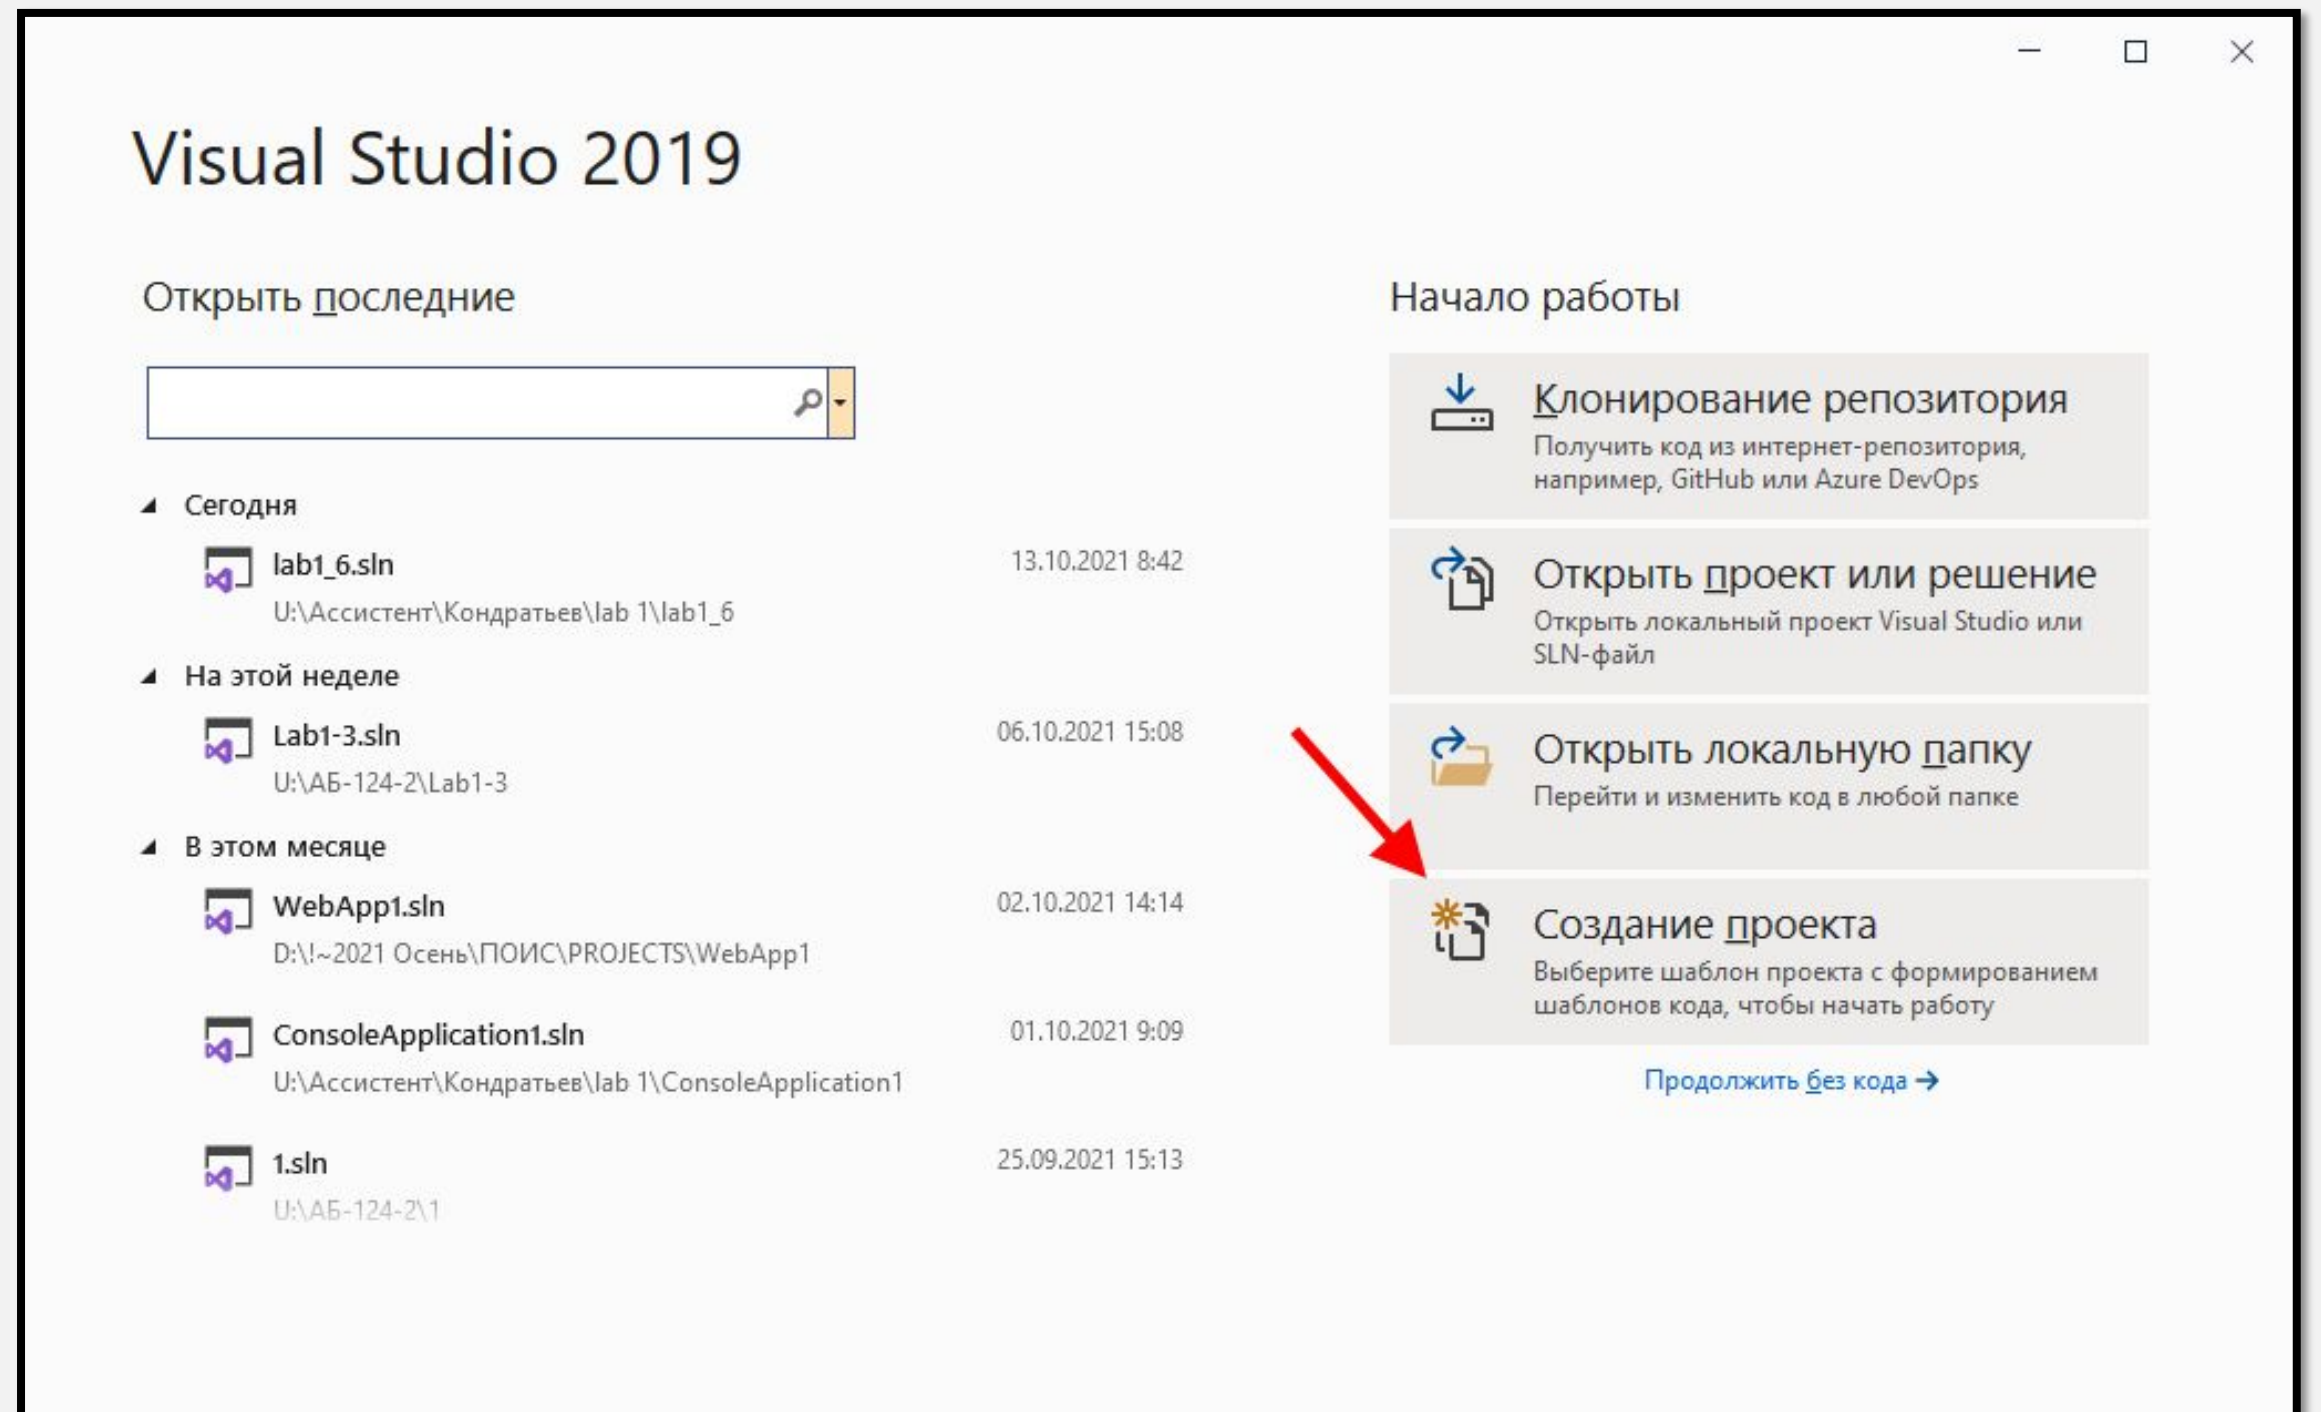 Visual Studio 2019
Открыть последние
Сегодня
lab1_6.sln
13.10.2021 8:42
U:\Ассистент\Кондратьев\lab 1\lab1_6
На этой неделе
Lab1-3.sln
06.10.2021 15:08
U:\АБ-124-2\Lab1-3
В этом месяце
WebApp1.sln
02.10.2021 14:14
D:\!~2021 Осень\ПОИС\PROJECTS\WebApp1
ConsoleApplication1.sln
01.10.2021 9:09
U:\Ассистент\Кондратьев\lab 1\ConsoleApplication1
1.sln
25.09.2021 15:13
U:\АБ-124-2\1
Начало работы
Клонирование репозитория
Получить код из интернет-репозитория,
например, GitHub или Azure DevOps
Открыть проект или решение
Открыть локальный проект Visual Studio или
SLN-файл
Открыть локальную папку
Перейти и изменить код в любой папке
Создание проекта
Выберите шаблон проекта с формированием
шаблонов кода, чтобы начать работу
Продолжить без кода →